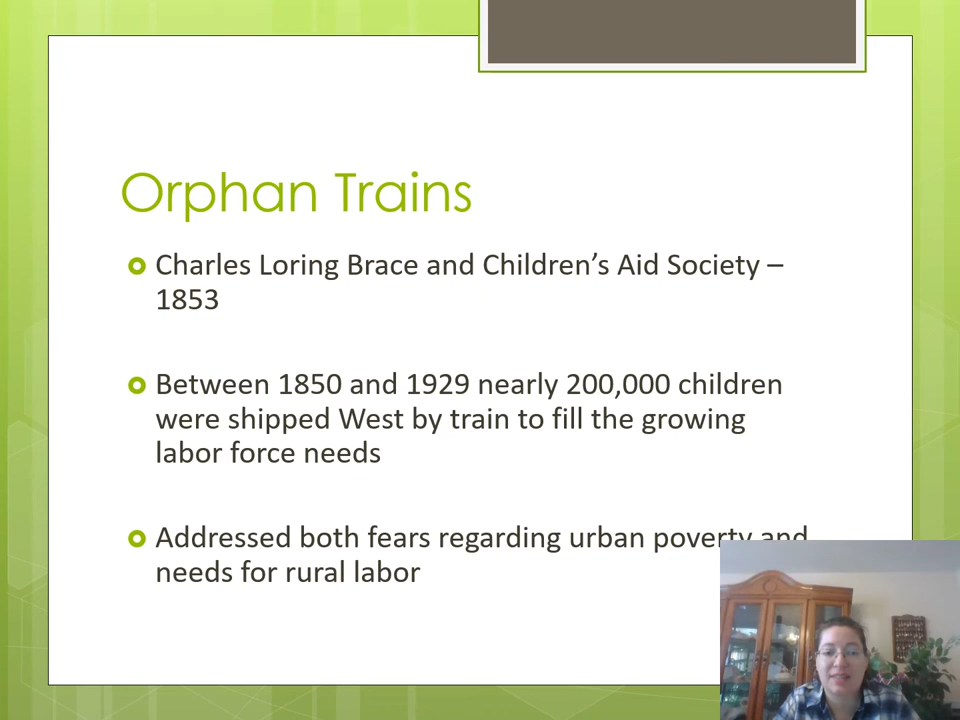 Orphan Trains
Charles Loring Brace and Children’s Aid Society –
1853
Between 1850 and 1929 nearly 200,000 children
were shipped West by train to fill the growing
labor force needs
Addressed both fears regarding urban poverty and
needs for rural labor